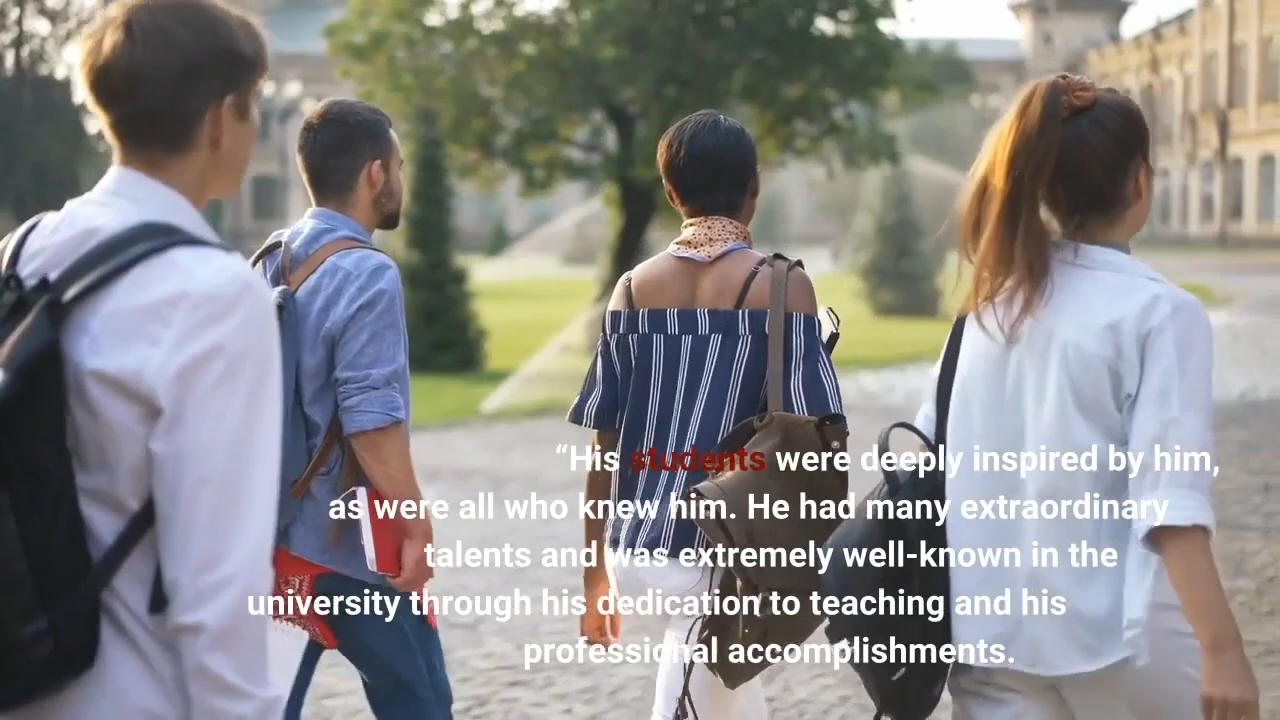 “His students were deeply inspired by him,
as were all who knew him. He had many extraordinary
talents and was extremely well-known in the
university through his dedication to teaching and his
professional accomplishments.